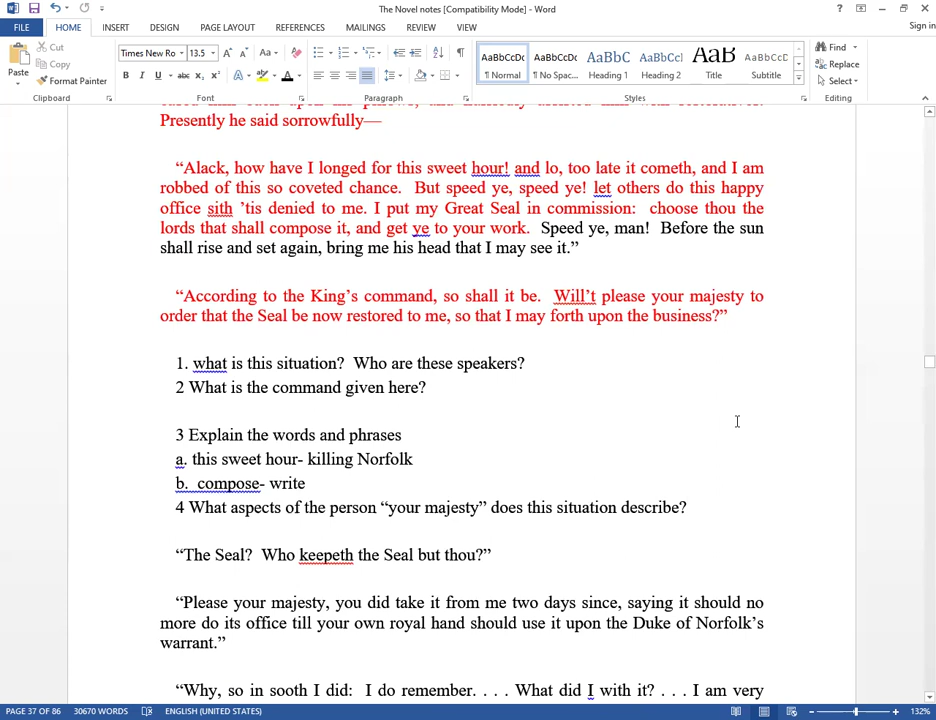 The Novel notes [Compatibility Mode] - Word
Sign in
FILE HOME INSERT DESIGN PAGE LAYOUT REFERENCES MAILINGS REVIEW VIEW
Paste
Cut
Copy
Format Painter
Times New Ro 13.5
AaBbCcDc AaBbCcDc AaBbC AaBbCcl AaB AaBbCcC
¶ Normal ¶ No Spac... Heading 1 Heading 2 Title Subtitle
Find
Replace
Select
Clipboard Font Paragraph Styles Editing
Presently he said sorrowfully—
“Alack, how have I longed for this sweet hour! and lo, too late it cometh, and I am
robbed of this so coveted chance. But speed ye, speed ye! let others do this happy
office sith ’tis denied to me. I put my Great Seal in commission: choose thou the
lords that shall compose it, and get ye to your work. Speed ye, man! Before the sun
shall rise and set again, bring me his head that I may see it.”
“According to the King’s command, so shall it be. Will’t please your majesty to
order that the Seal be now restored to me, so that I may forth upon the business?”
1. what is this situation? Who are these speakers?
2 What is the command given here?
3 Explain the words and phrases
a. this sweet hour- killing Norfolk
b. compose- write
4 What aspects of the person “your majesty” does this situation describe?
“The Seal? Who keepeth the Seal but thou?”
“Please your majesty, you did take it from me two days since, saying it should no
more do its office till your own royal hand should use it upon the Duke of Norfolk’s
warrant.”
“Why, so in sooth I did: I do remember. . . . What did I with it? . . . I am very
PAGE 37 OF 86 30670 WORDS ENGLISH (UNITED STATES) 132%